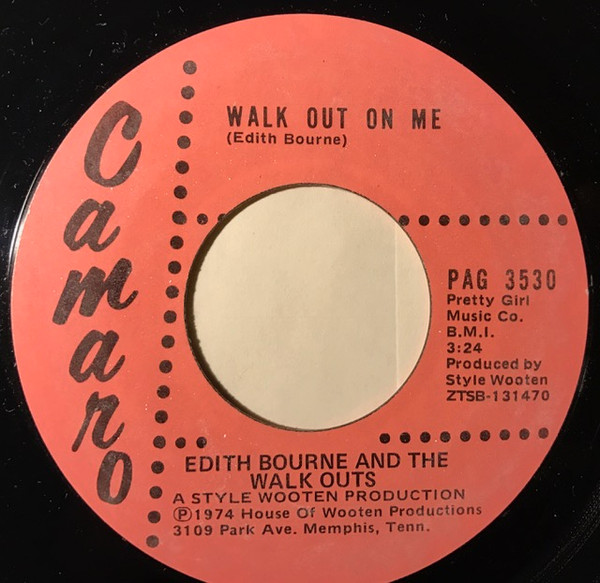 Camaro
WALK OUT ON ME
(Edith Bourne)
PAG 3530
Pretty Girl
Music Co.
B.M.I.
3:24
Produced by
Style Wooten
ZTSB-131470
EDITH BOURNE AND THE
WALK OUTS
A STYLE WOOTEN PRODUCTION
Ⓟ1974 House Of Wooten Productions
3109 Park Ave. Memphis, Tenn.